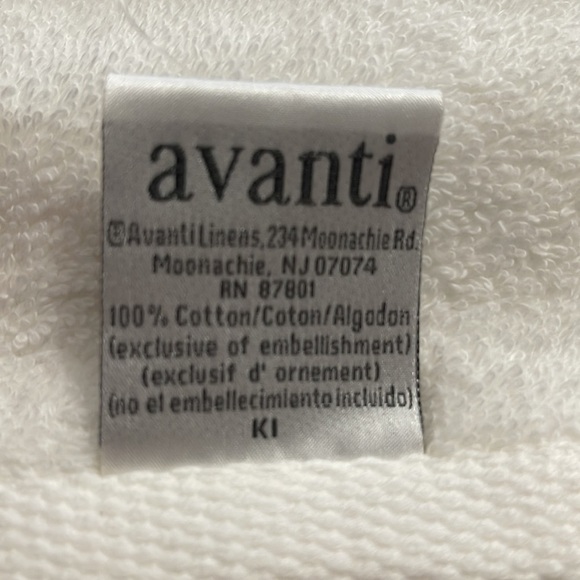 avanti®
©Avanti Linens, 234 Moonachie Rd.
Moonachie, NJ 07074
RN 87801
100% Cotton/Coton/Algodon
(exclusive of embellishment)
(exclusif d' ornement)
(no el embellecimiento incluido)
KI